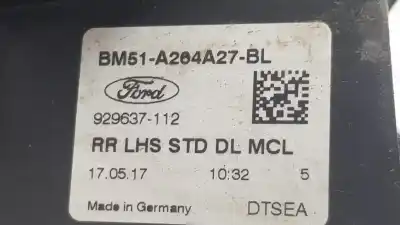 BM51-A264A27-BL
Ford
929637-112
RR LHS STD DL MCL
17.05.17 10:32 5
Made in Germany DTSEA